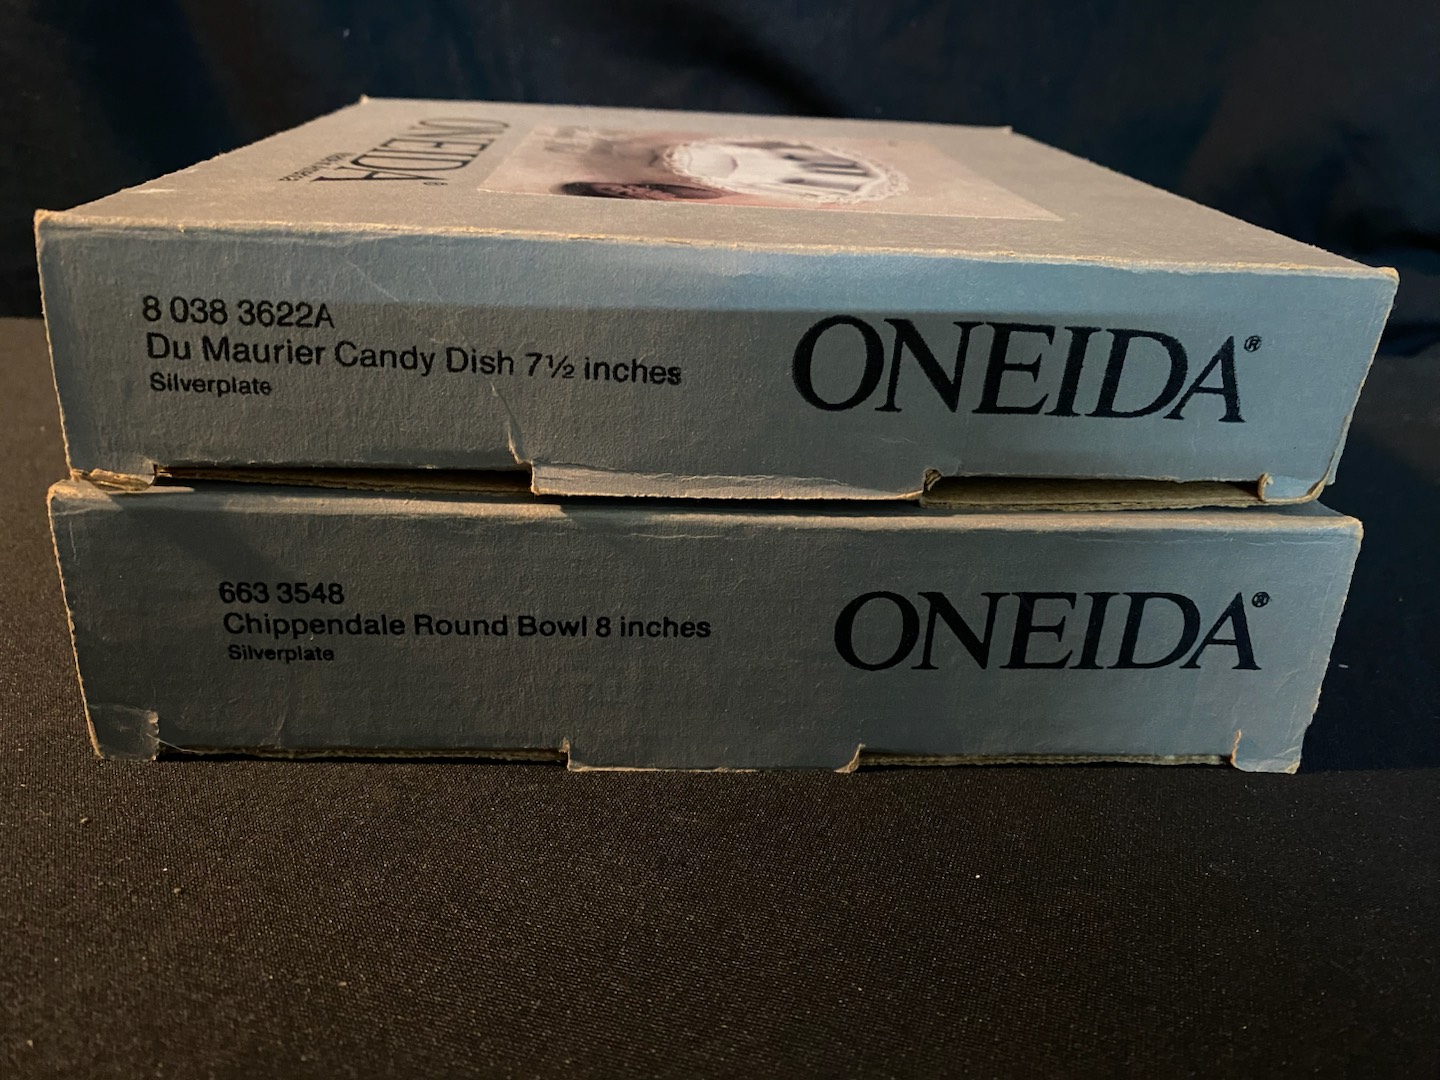 ONEIDA®
8 038 3622A
Du Maurier Candy Dish 7½ inches
Silverplate
ONEIDA®
663 3548
Chippendale Round Bowl 8 inches
Silverplate
ONEIDA®